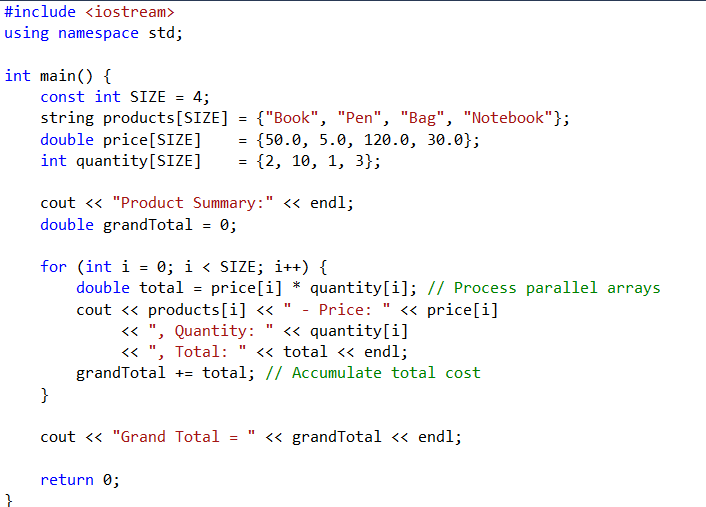 #include <iostream>
using namespace std;

int main() {
    const int SIZE = 4;
    string products[SIZE] = {"Book", "Pen", "Bag", "Notebook"};
    double price[SIZE]    = {50.0, 5.0, 120.0, 30.0};
    int quantity[SIZE]    = {2, 10, 1, 3};

    cout << "Product Summary:" << endl;
    double grandTotal = 0;

    for (int i = 0; i < SIZE; i++) {
        double total = price[i] * quantity[i]; // Process parallel arrays
        cout << products[i] << " - Price: " << price[i]
             << ", Quantity: " << quantity[i]
             << ", Total: " << total << endl;
        grandTotal += total; // Accumulate total cost
    }

    cout << "Grand Total = " << grandTotal << endl;

    return 0;
}